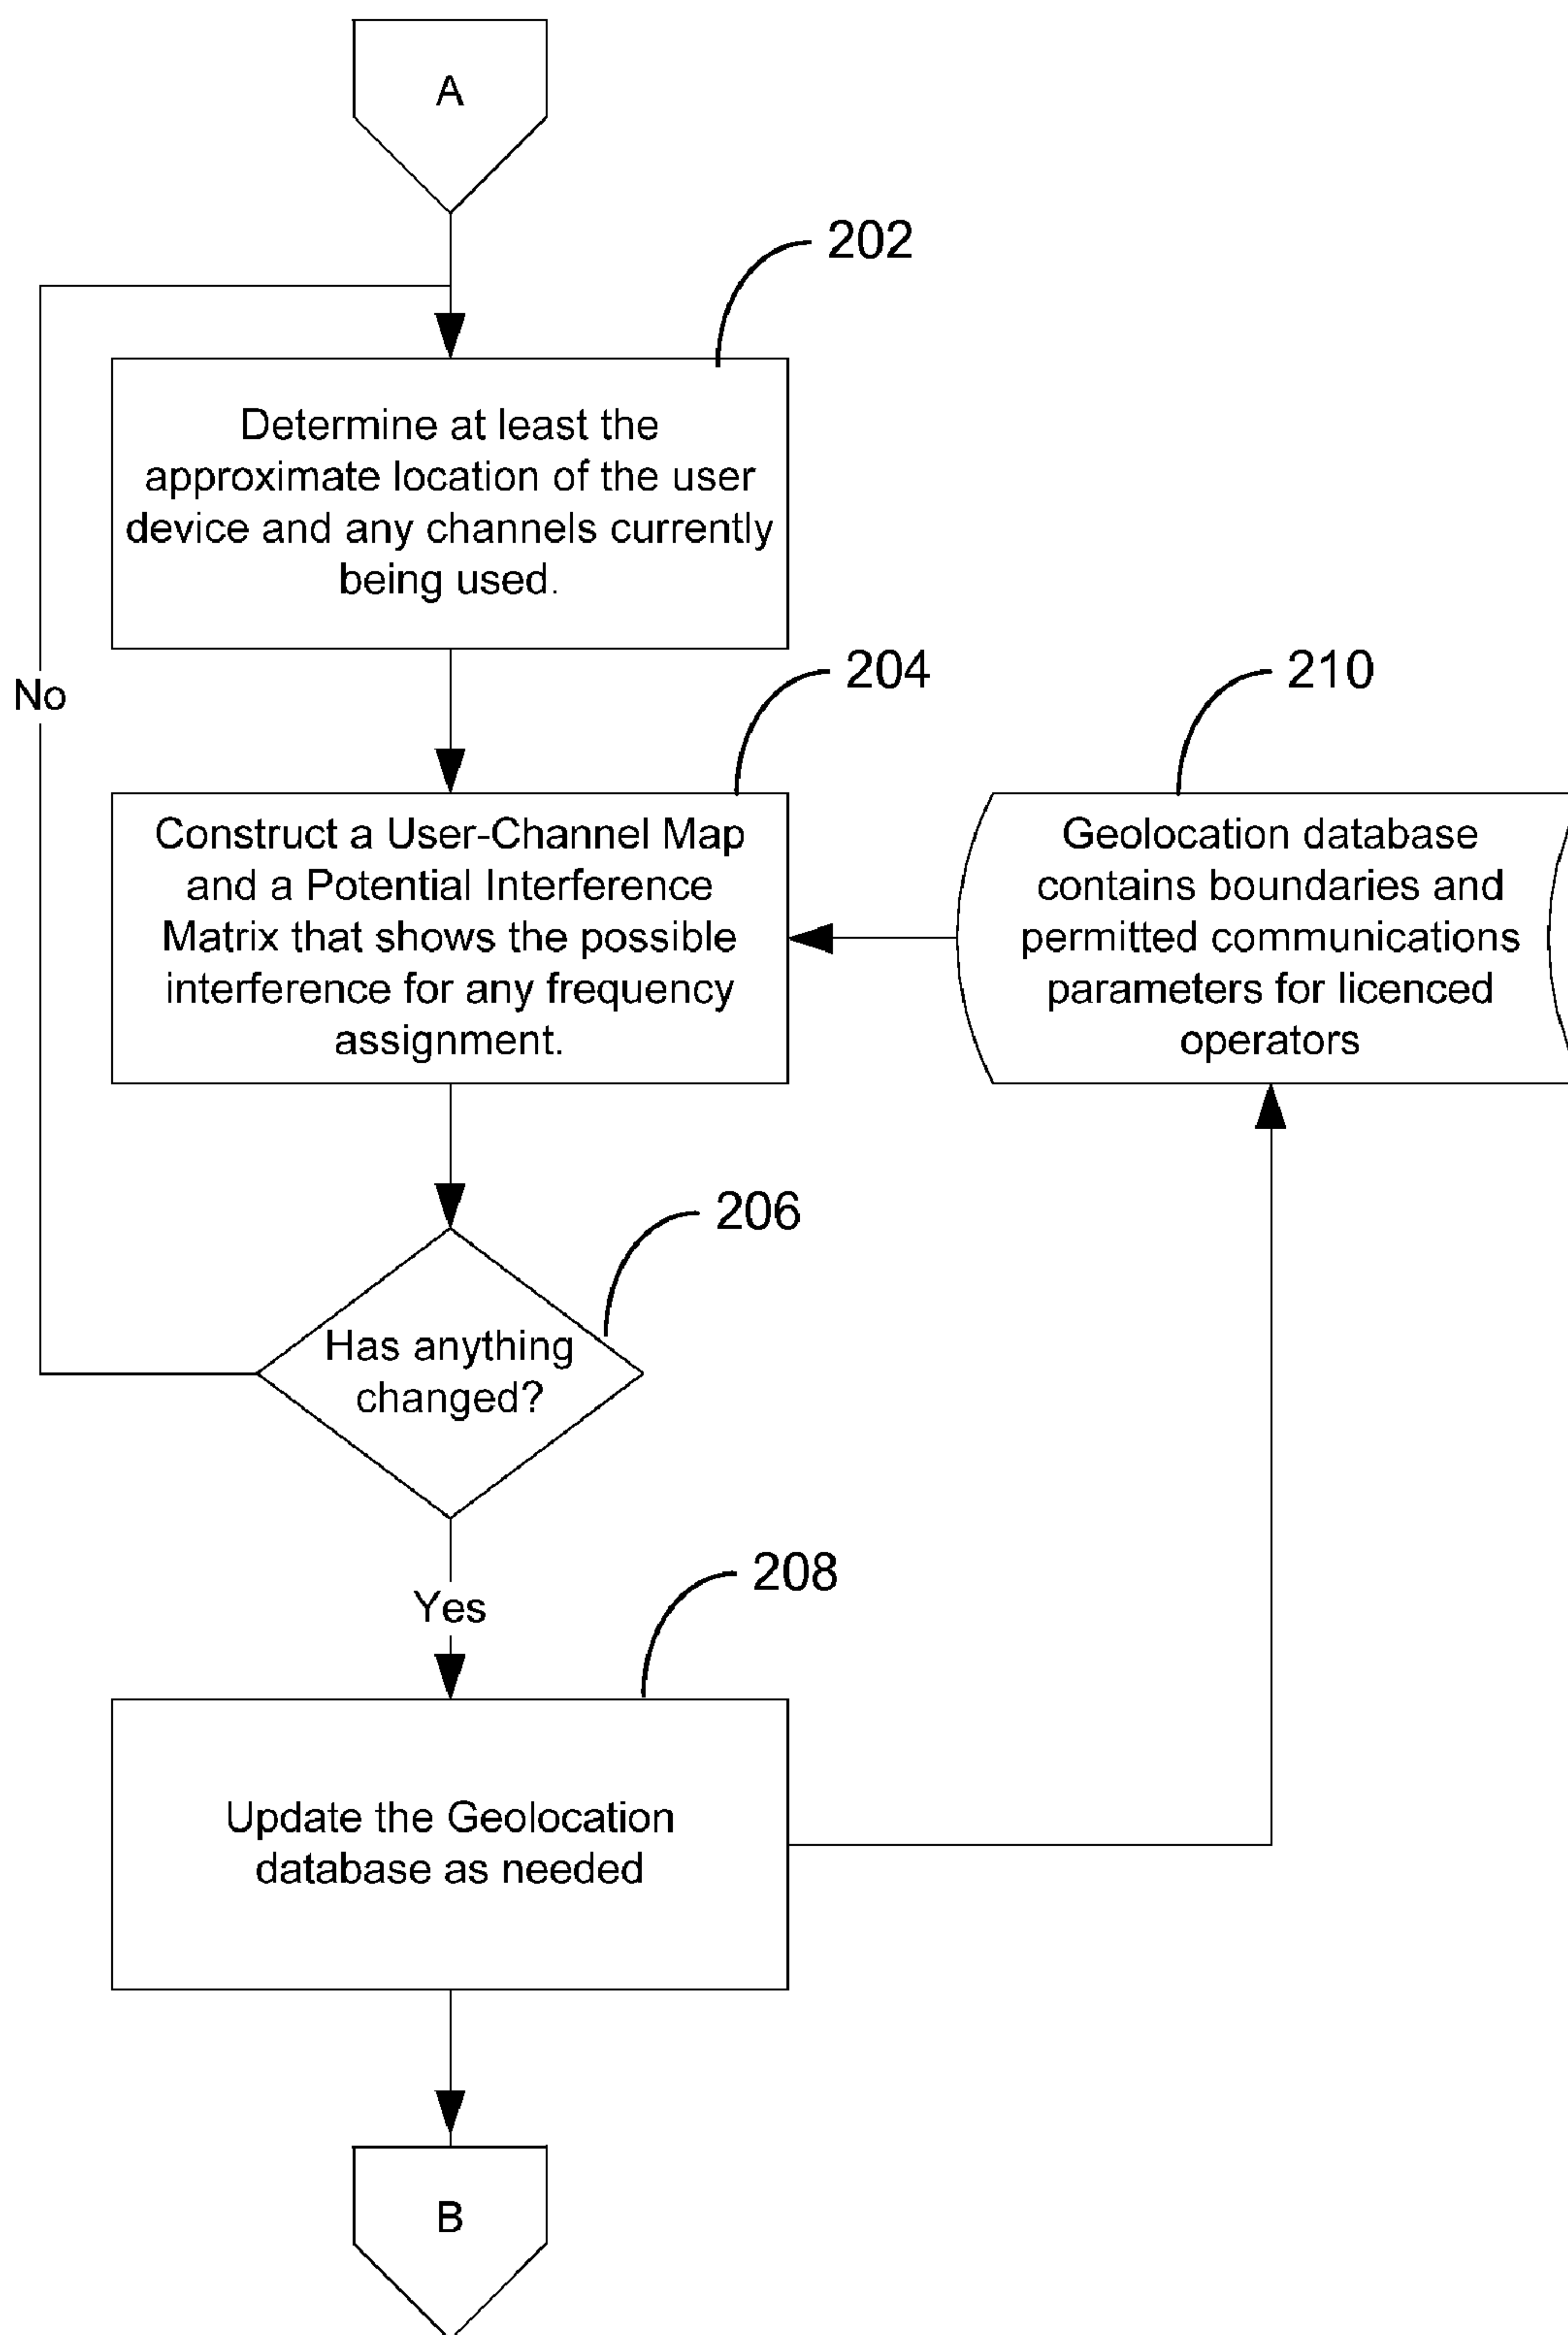 A
202
Determine at least the
approximate location of the user
device and any channels currently
being used.
No
204
210
Construct a User-Channel Map
and a Potential Interference
Matrix that shows the possible
interference for any frequency
assignment.
Geolocation database
contains boundaries and
permitted communications
parameters for licenced
operators
206
Has anything
changed?
208
Yes
Update the Geolocation
database as needed
B